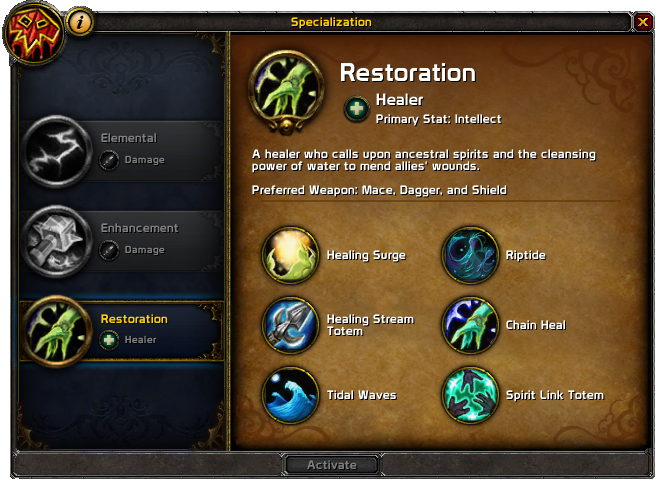 Specialization
i
Elemental
Damage
Enhancement
Damage
Restoration
Healer
Restoration
Healer
Primary Stat: Intellect
A healer who calls upon ancestral spirits and the cleansing
power of water to mend allies' wounds.
Preferred Weapon: Mace, Dagger, and Shield
Healing Surge
Riptide
Healing Stream
Totem
Chain Heal
Tidal Waves
Spirit Link Totem
Activate